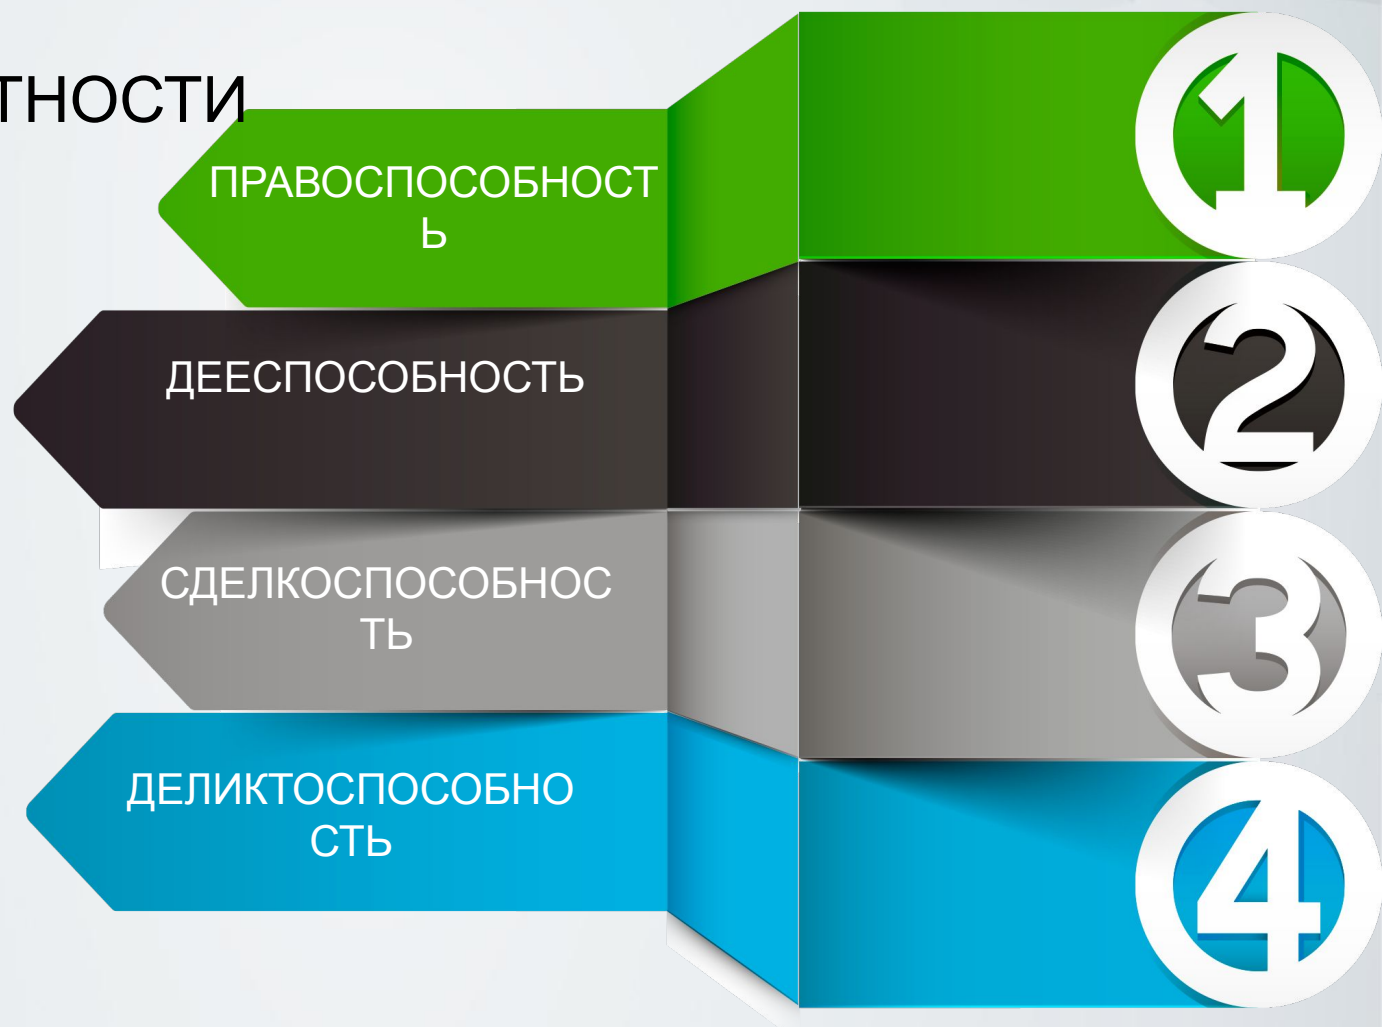 ТНОСТИ
ПРАВОСПОСОБНОСТ
Ь
1
ДЕЕСПОСОБНОСТЬ
2
СДЕЛКОСПОСОБНОС
ТЬ
3
ДЕЛИКТОСПОСОБНО
СТЬ
4